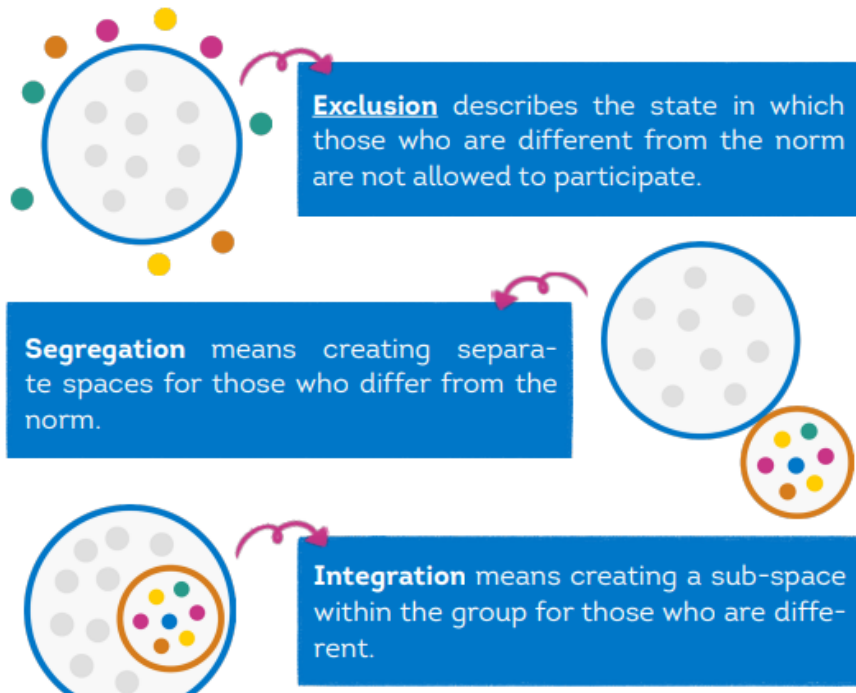 Exclusion describes the state in which
those who are different from the norm
are not allowed to participate.
Segregation means creating separa-
te spaces for those who differ from the
norm.
Integration means creating a sub-space
within the group for those who are diffe-
rent.